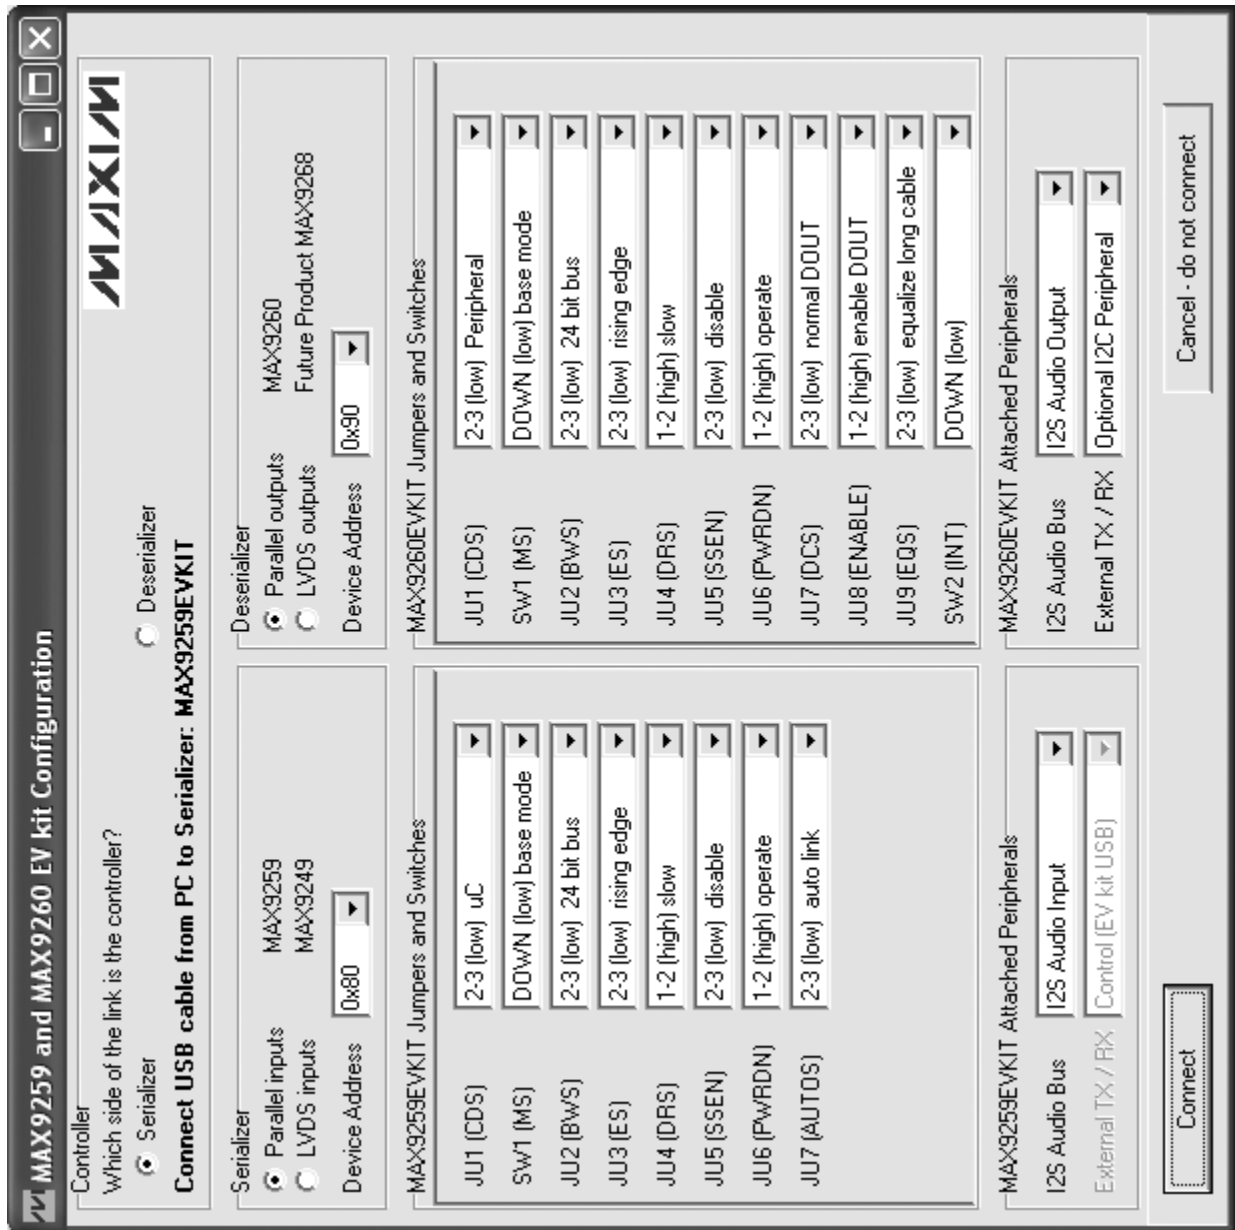 MAX9259 and MAX9260 EV kit Configuration
Controller
Which side of the link is the controller?
Serializer
Deserializer
Connect USB cable from PC to Serializer: MAX9259EVKIT
MAXIM
Serializer
Parallel inputs MAX9259
LVDS inputs MAX9249
Device Address 0x80
MAX9259EVKIT Jumpers and Switches
JU1 (CDS) 2-3 (low) uC
SW1 (MS) DOWN (low) base mode
JU2 (BWS) 2-3 (low) 24 bit bus
JU3 (ES) 2-3 (low) rising edge
JU4 (DRS) 1-2 (high) slow
JU5 (SSEN) 2-3 (low) disable
JU6 (PWRDN) 1-2 (high) operate
JU7 (AUTOS) 2-3 (low) auto link
MAX9259EVKIT Attached Peripherals
I2S Audio Bus I2S Audio Input
External TX / RX Control (EV kit USB)
Deserializer
Parallel outputs MAX9260
LVDS outputs Future Product MAX9268
Device Address 0x90
MAX9260EVKIT Jumpers and Switches
JU1 (CDS) 2-3 (low) Peripheral
SW1 (MS) DOWN (low) base mode
JU2 (BWS) 2-3 (low) 24 bit bus
JU3 (ES) 2-3 (low) rising edge
JU4 (DRS) 1-2 (high) slow
JU5 (SSEN) 2-3 (low) disable
JU6 (PWRDN) 1-2 (high) operate
JU7 (DCS) 2-3 (low) normal DOUT
JU8 (ENABLE) 1-2 (high) enable DOUT
JU9 (EQS) 2-3 (low) equalize long cable
SW2 (INT) DOWN (low)
MAX9260EVKIT Attached Peripherals
I2S Audio Bus I2S Audio Output
External TX / RX Optional I2C Peripheral
Connect
Cancel - do not connect